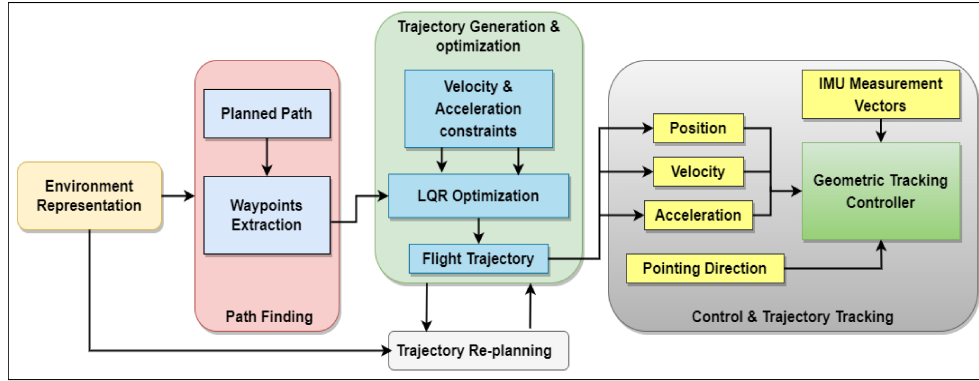 Trajectory Generation &
optimization
Velocity &
Acceleration
constraints
IMU Measurement
Vectors
Planned Path
Position
Environment
Representation
Waypoints
Extraction
LQR Optimization
Velocity
Geometric Tracking
Controller
Acceleration
Flight Trajectory
Pointing Direction
Path Finding
Control & Trajectory Tracking
Trajectory Re-planning